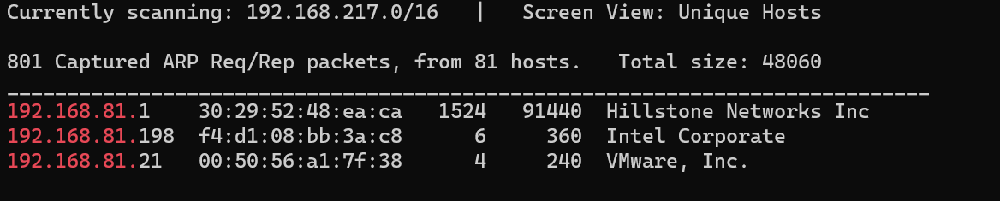 Currently scanning: 192.168.217.0/16   |   Screen View: Unique Hosts
801 Captured ARP Req/Rep packets, from 81 hosts.   Total size: 48060
_____________________________________________________________________________
192.168.81.1    30:29:52:48:ea:ca   1524   91440  Hillstone Networks Inc
192.168.81.198  f4:d1:08:bb:3a:c8      6     360  Intel Corporate
192.168.81.21   00:50:56:a1:7f:38      4     240  VMware, Inc.